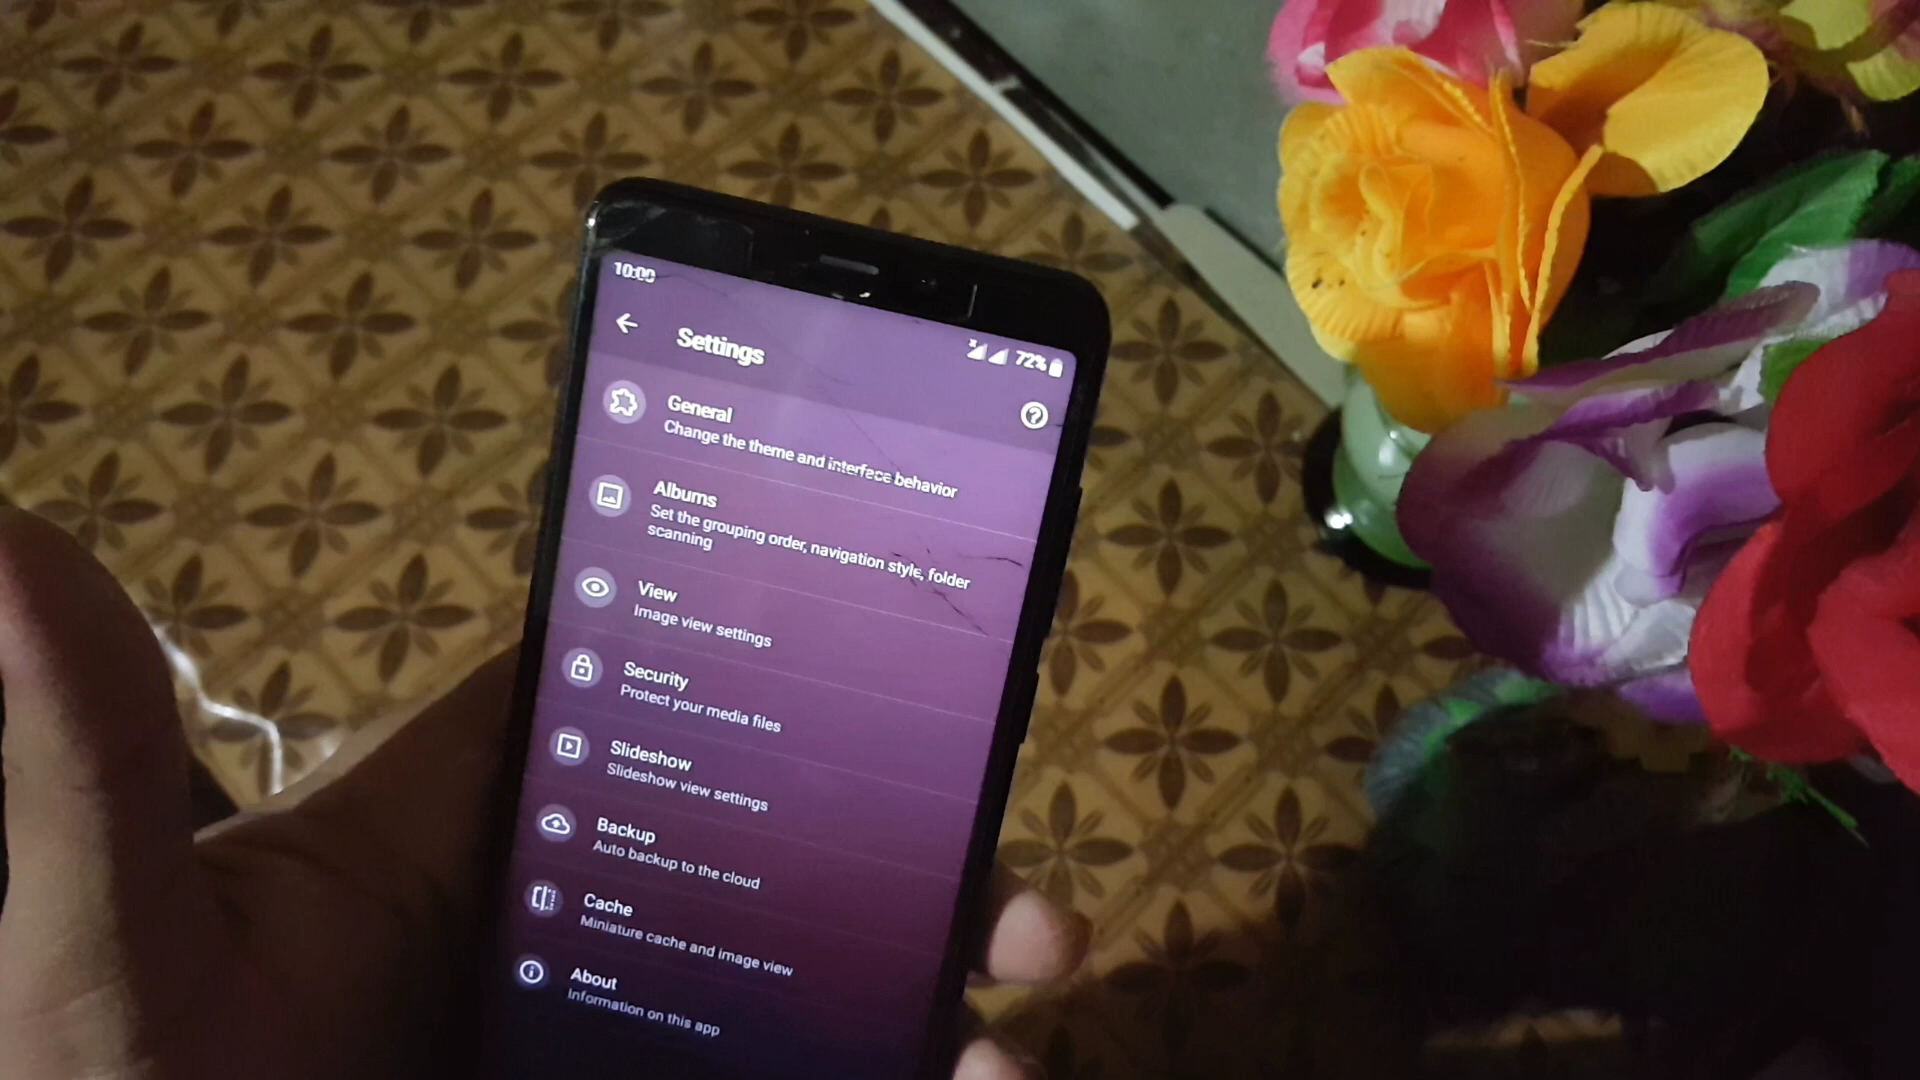 10:00
72%
Settings
General
Change the theme and interface behavior
Albums
Set the grouping order, navigation style, folder
scanning
View
Image view settings
Security
Protect your media files
Slideshow
Slideshow view settings
Backup
Auto backup to the cloud
Cache
Miniature cache and image view
About
Information on this app